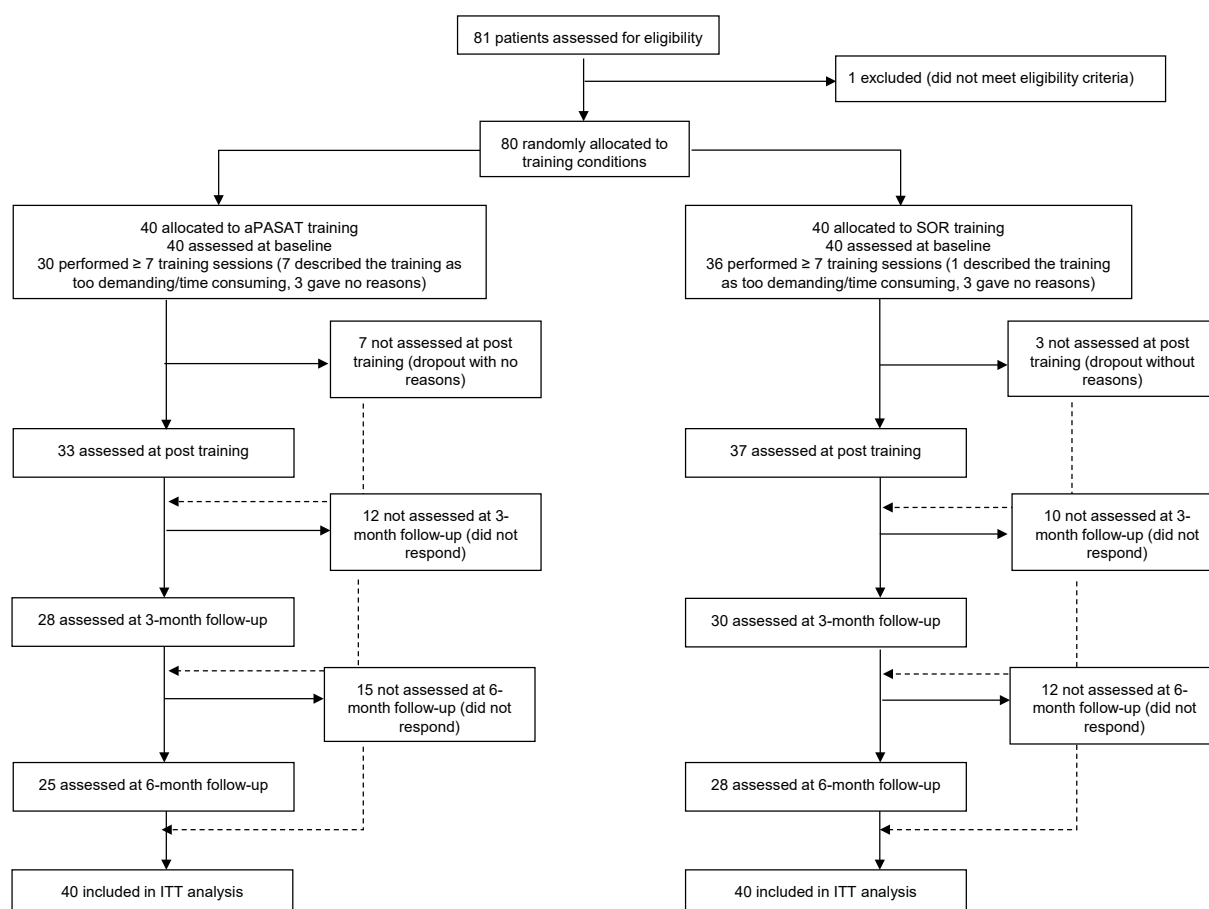 81 patients assessed for eligibility
1 excluded (did not meet eligibility criteria)
80 randomly allocated to
training conditions
40 allocated to aPASAT training
40 assessed at baseline
30 performed ≥ 7 training sessions (7 described the training as
too demanding/time consuming, 3 gave no reasons)
40 allocated to SOR training
40 assessed at baseline
36 performed ≥ 7 training sessions (1 described the training
as too demanding/time consuming, 3 gave no reasons)
7 not assessed at post
training (dropout with no
reasons)
3 not assessed at post
training (dropout without
reasons)
33 assessed at post training
37 assessed at post training
12 not assessed at 3-
month follow-up (did not
respond)
10 not assessed at 3-
month follow-up (did not
respond)
28 assessed at 3-month follow-up
30 assessed at 3-month follow-up
15 not assessed at 6-
month follow-up (did not
respond)
12 not assessed at 6-
month follow-up (did not
respond)
25 assessed at 6-month follow-up
28 assessed at 6-month follow-up
40 included in ITT analysis
40 included in ITT analysis